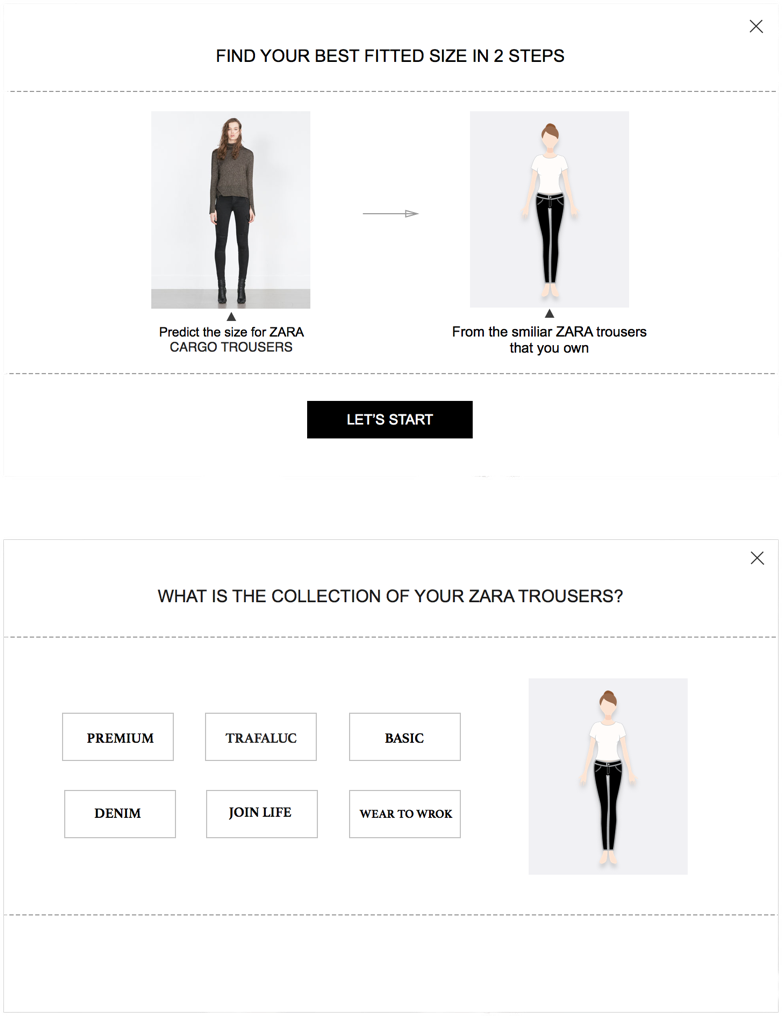 FIND YOUR BEST FITTED SIZE IN 2 STEPS
Predict the size for ZARA
CARGO TROUSERS
From the smiliar ZARA trousers
that you own
LET'S START
WHAT IS THE COLLECTION OF YOUR ZARA TROUSERS?
PREMIUM
TRAFALUC
BASIC
DENIM
JOIN LIFE
WEAR TO WROK